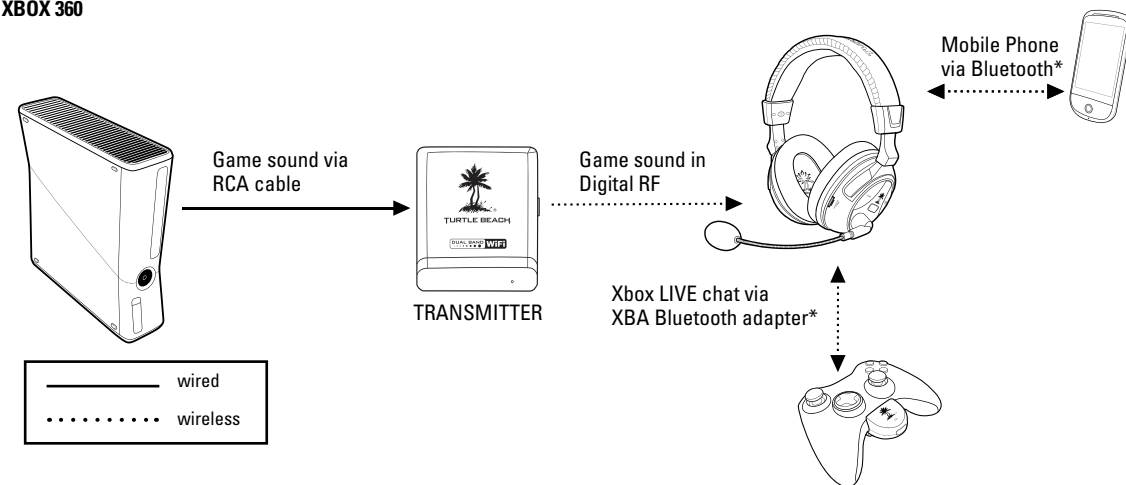 XBOX 360
Mobile Phone
via Bluetooth*
Game sound via
RCA cable
Game sound in
Digital RF
TURTLE BEACH
DUAL BAND WiFi
TRANSMITTER
Xbox LIVE chat via
XBA Bluetooth adapter*
wired
wireless